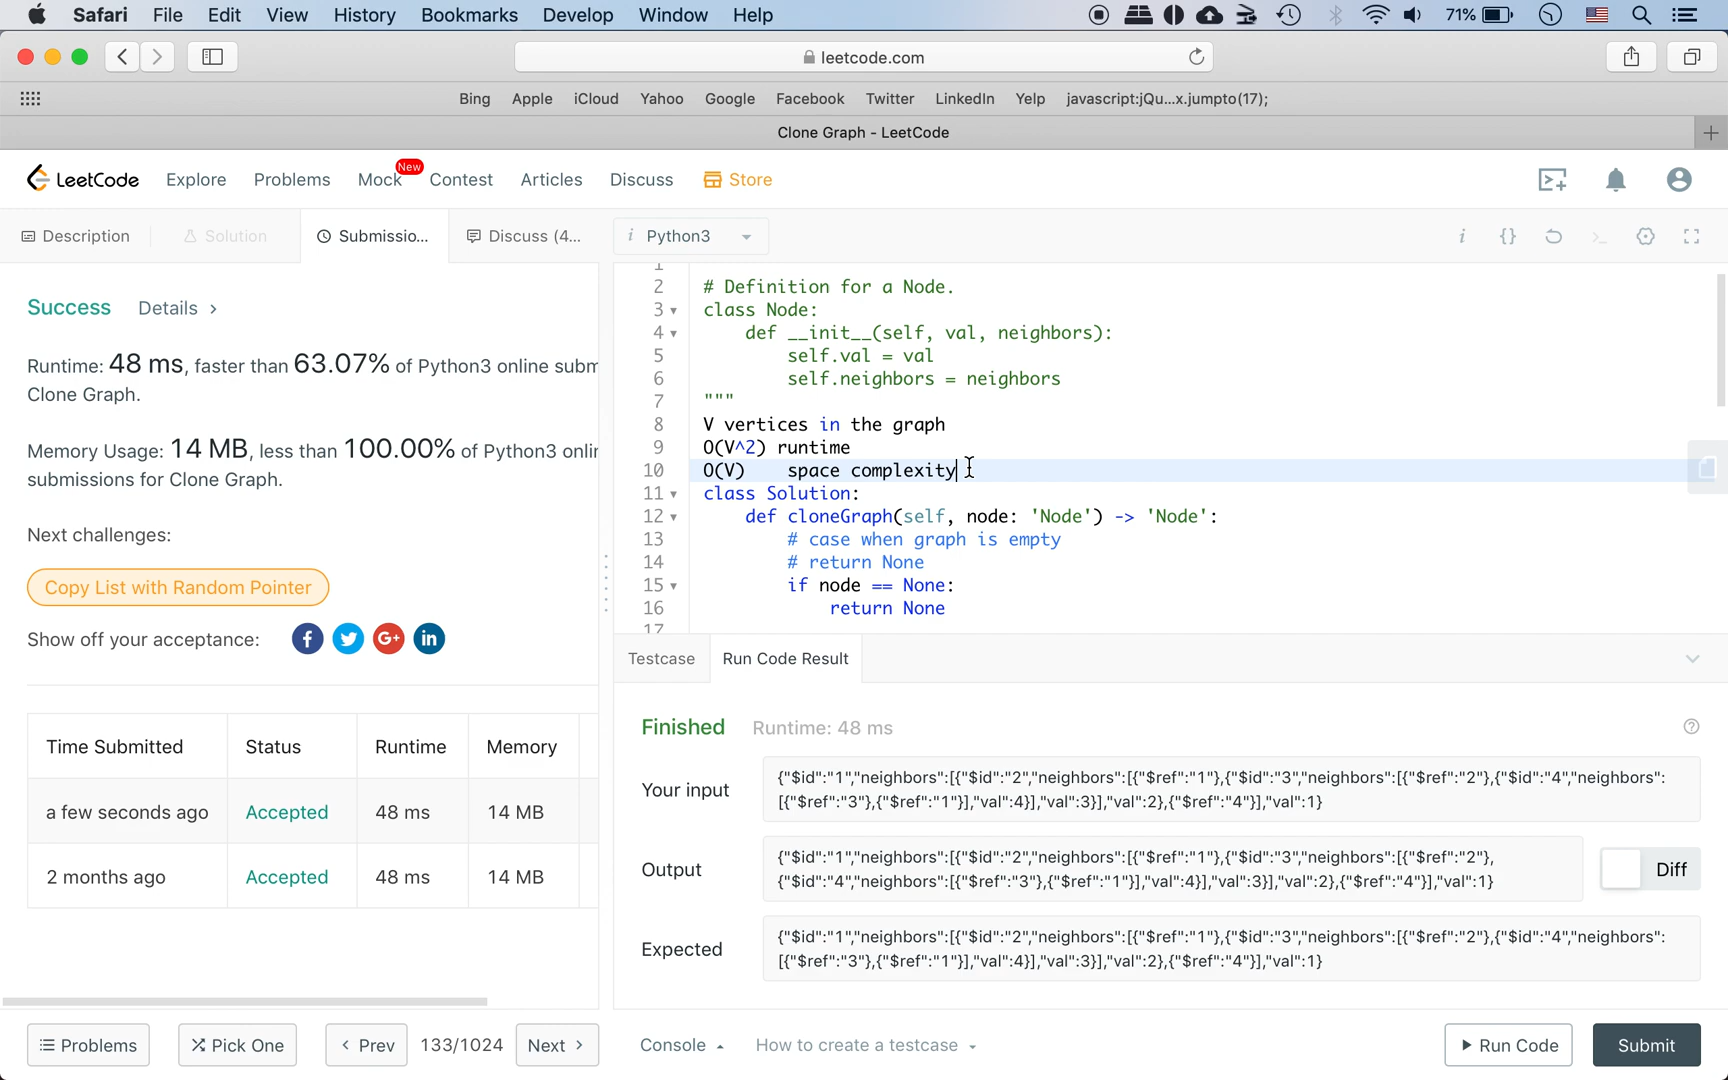 Safari File Edit View History Bookmarks Develop Window Help 71%
leetcode.com
Bing Apple iCloud Yahoo Google Facebook Twitter LinkedIn Yelp javascript:jQu...x.jumpto(17);
Clone Graph - LeetCode
LeetCode Explore Problems Mock New Contest Articles Discuss Store
Description Solution Submissio... Discuss (4... i Python3
Success Details
Runtime: 48 ms, faster than 63.07% of Python3 online subm
Clone Graph.
Memory Usage: 14 MB, less than 100.00% of Python3 onlin
submissions for Clone Graph.
Next challenges:
Copy List with Random Pointer
Show off your acceptance:
Time Submitted Status Runtime Memory
a few seconds ago Accepted 48 ms 14 MB
2 months ago Accepted 48 ms 14 MB
1
2 # Definition for a Node.
3 class Node:
4 def __init__(self, val, neighbors):
5 self.val = val
6 self.neighbors = neighbors
7 """
8 V vertices in the graph
9 O(V^2) runtime
10 O(V) space complexity
11 class Solution:
12 def cloneGraph(self, node: 'Node') -> 'Node':
13 # case when graph is empty
14 # return None
15 if node == None:
16 return None
17
Testcase Run Code Result
Finished Runtime: 48 ms
Your input
{"$id":"1","neighbors":[{"$id":"2","neighbors":[{"$ref":"1"},{"$id":"3","neighbors":[{"$ref":"2"},{"$id":"4","neighbors":
[{"$ref":"3"},{"$ref":"1"}],"val":4}],"val":3}],"val":2},{"$ref":"4"}],"val":1}
Output
{"$id":"1","neighbors":[{"$id":"2","neighbors":[{"$ref":"1"},{"$id":"3","neighbors":[{"$ref":"2"},
{"$id":"4","neighbors":[{"$ref":"3"},{"$ref":"1"}],"val":4}],"val":3}],"val":2},{"$ref":"4"}],"val":1}
Diff
Expected
{"$id":"1","neighbors":[{"$id":"2","neighbors":[{"$ref":"1"},{"$id":"3","neighbors":[{"$ref":"2"},{"$id":"4","neighbors":
[{"$ref":"3"},{"$ref":"1"}],"val":4}],"val":3}],"val":2},{"$ref":"4"}],"val":1}
Problems Pick One Prev 133/1024 Next Console How to create a testcase Run Code Submit